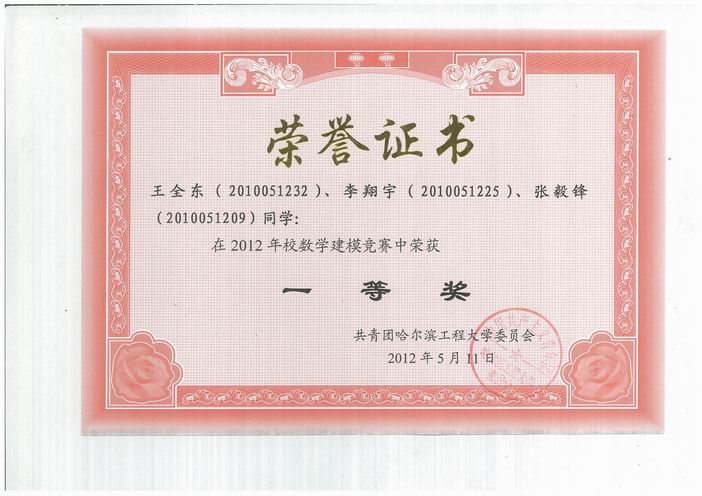 荣誉证书
王全东(2010051232)、李翔宇(2010051225)、张毅锋
(2010051209)同学:
在2012年校数学建模竞赛中荣获
一等奖
共青团哈尔滨工程大学委员会
2012年5月11日